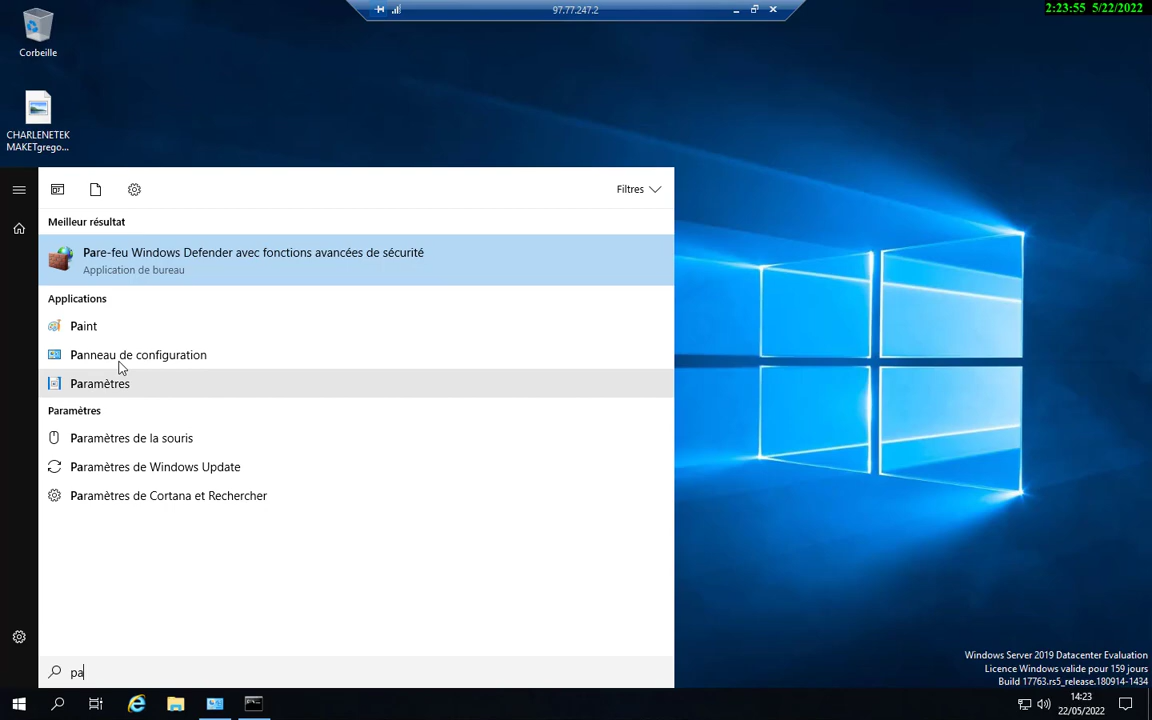 97.77.247.2
2:23:55 5/22/2022
Corbeille
CHARLENETEK
MAKETgrego...
Filtres
Meilleur résultat
Pare-feu Windows Defender avec fonctions avancées de sécurité
Application de bureau
Applications
Paint
Panneau de configuration
Paramètres
Paramètres
Paramètres de la souris
Paramètres de Windows Update
Paramètres de Cortana et Rechercher
pa
Windows Server 2019 Datacenter Evaluation
Licence Windows valide pour 159 jours
Build 17763.rs5_release.180914-1434
14:23
22/05/2022